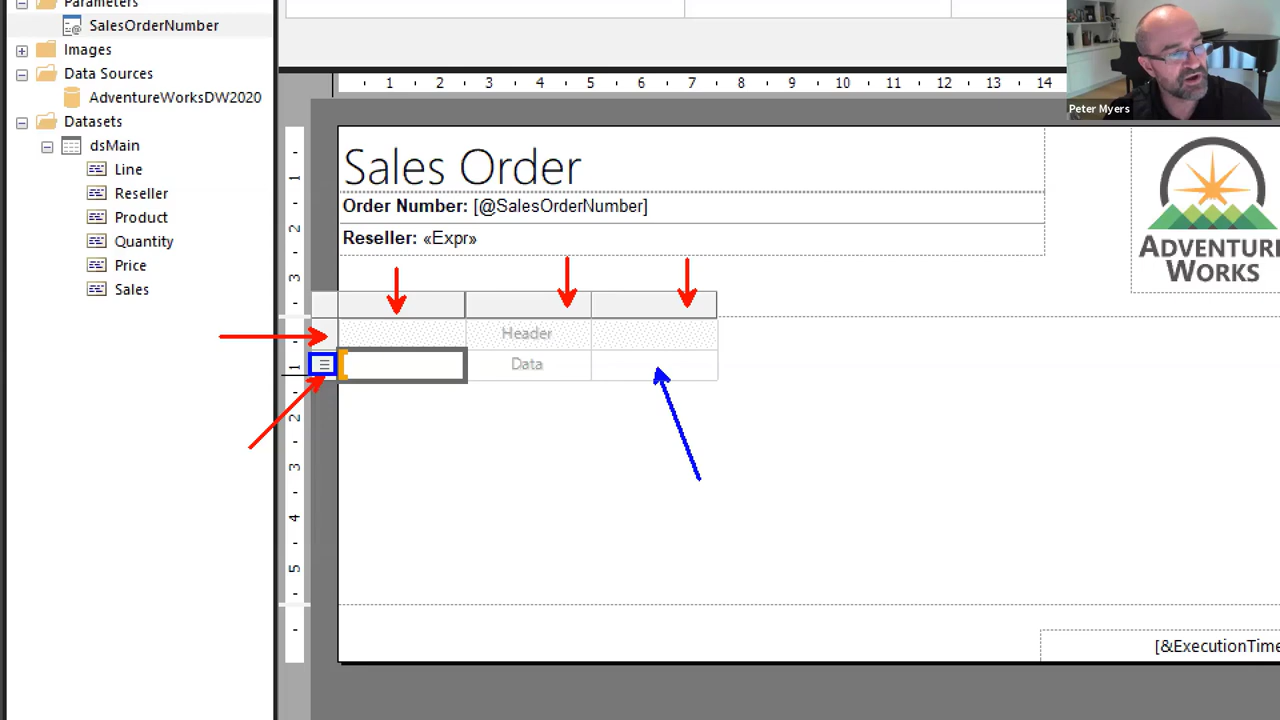 Parameters
SalesOrderNumber
Images
Data Sources
AdventureWorksDW2020
Datasets
dsMain
Line
Reseller
Product
Quantity
Price
Sales
1 2 3 4 5 6 7 8 9 10 11 12 13 14
Peter Myers
Sales Order
Order Number: [@SalesOrderNumber]
Reseller: «Expr»
ADVENTURE
WORKS
Header
Data
1
2
3
1
2
3
4
5
[&ExecutionTime